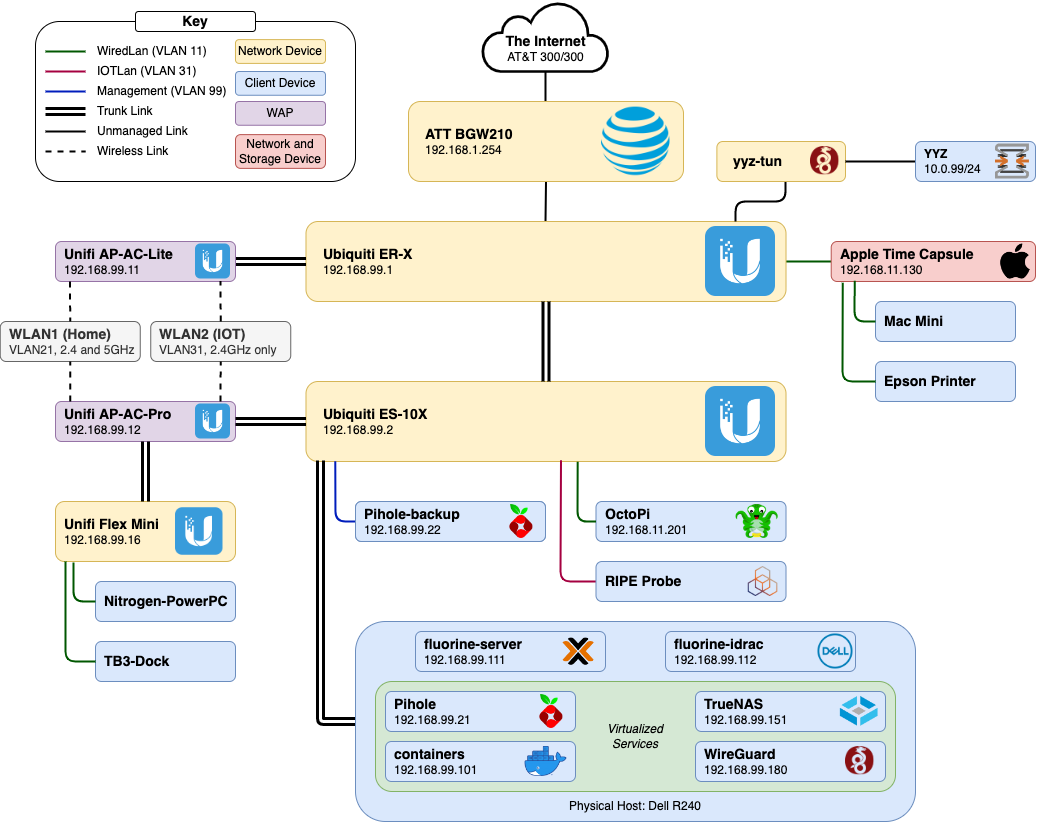 Key
WiredLan (VLAN 11)
IOTLan (VLAN 31)
Management (VLAN 99)
Trunk Link
Unmanaged Link
Wireless Link
Network Device
Client Device
WAP
Network and
Storage Device
The Internet
AT&T 300/300
ATT BGW210
192.168.1.254
yyz-tun
YYZ
10.0.99/24
Unifi AP-AC-Lite
192.168.99.11
Ubiquiti ER-X
192.168.99.1
Apple Time Capsule
192.168.11.130
Mac Mini
Epson Printer
WLAN1 (Home)
VLAN21, 2.4 and 5GHz
WLAN2 (IOT)
VLAN31, 2.4GHz only
Unifi AP-AC-Pro
192.168.99.12
Ubiquiti ES-10X
192.168.99.2
Unifi Flex Mini
192.168.99.16
Nitrogen-PowerPC
TB3-Dock
Pihole-backup
192.168.99.22
OctoPi
192.168.11.201
RIPE Probe
fluorine-server
192.168.99.111
fluorine-idrac
192.168.99.112
DELL
Pihole
192.168.99.21
containers
192.168.99.101
Virtualized
Services
TrueNAS
192.168.99.151
WireGuard
192.168.99.180
Physical Host: Dell R240